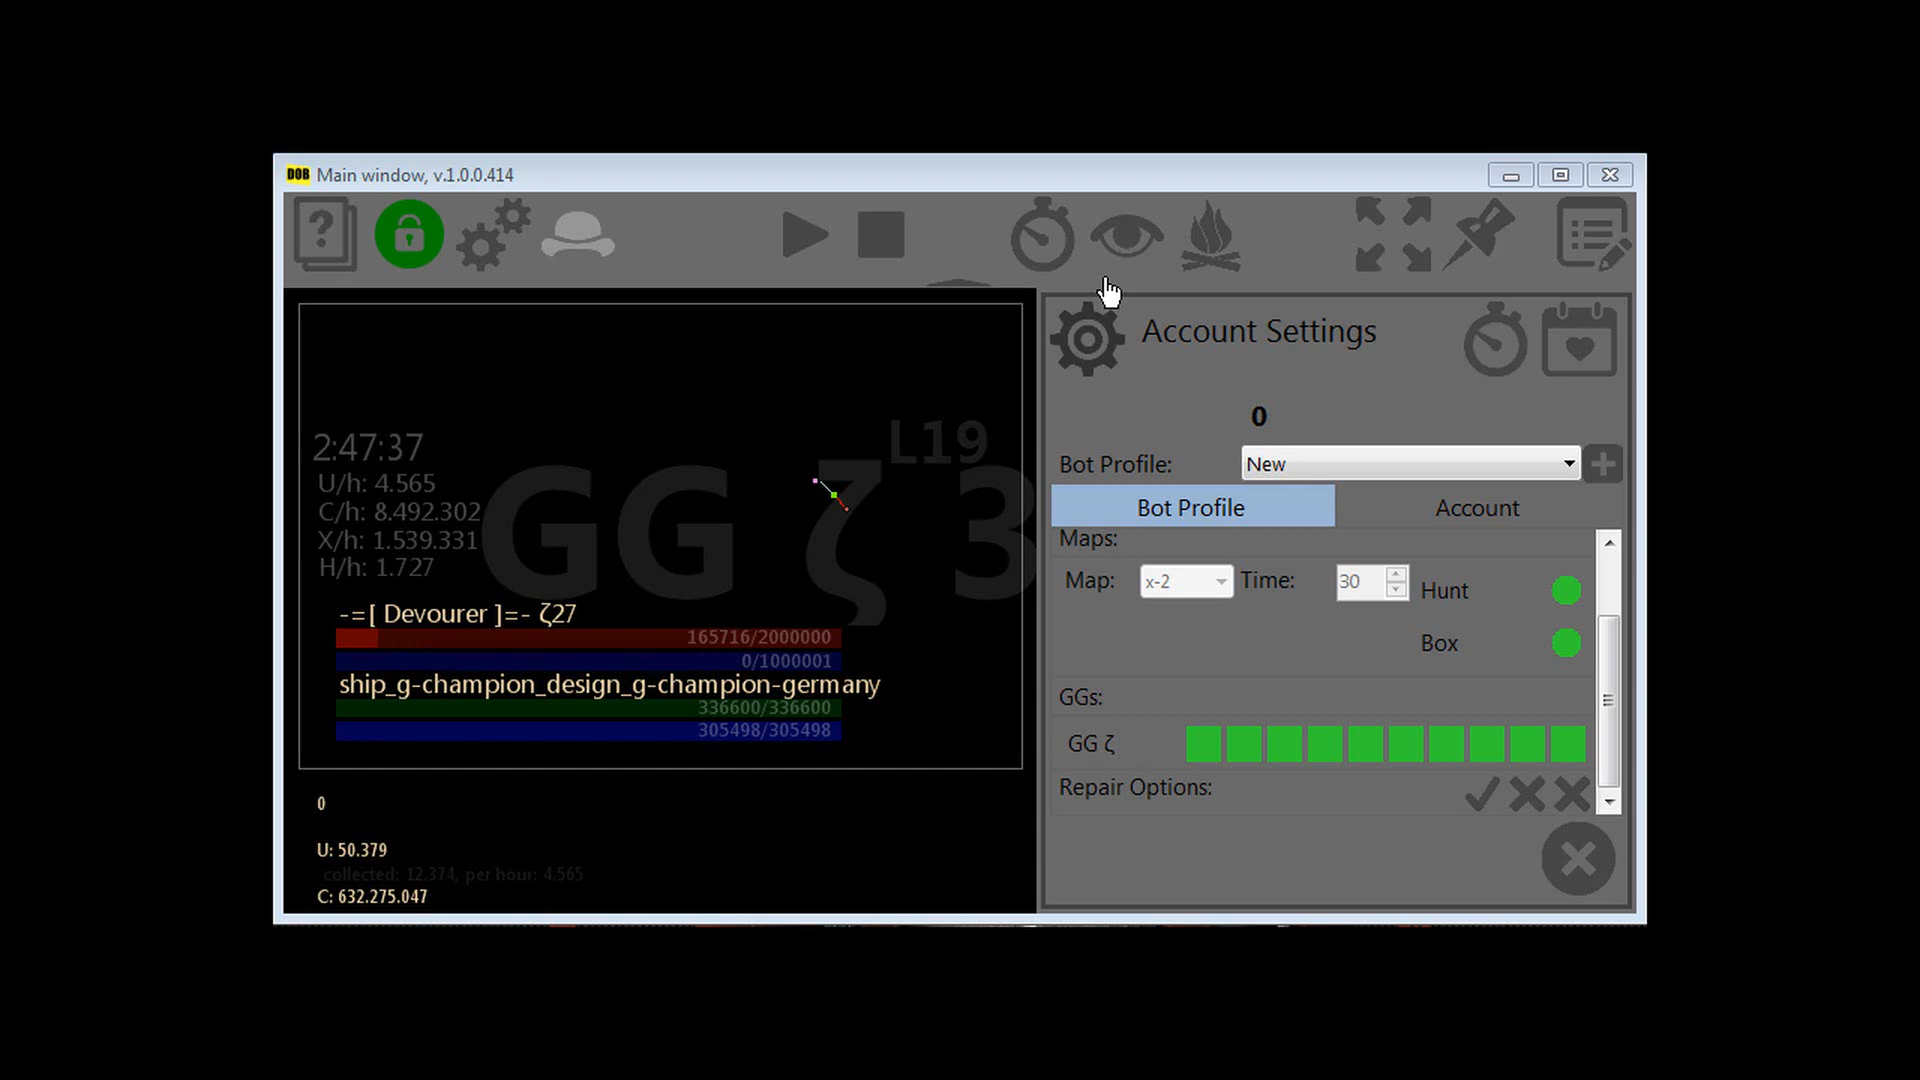 DOB Main window, v.1.0.0.414
?
Account Settings
0
Bot Profile: New
Bot Profile Account
Maps:
Map: x-2 Time: 30 Hunt
Box
GGs:
GG ζ
Repair Options:
L19
GG ζ 3
2:47:37
U/h: 4.565
C/h: 8.492.302
X/h: 1.539.331
H/h: 1.727
-=[ Devourer ]=- ζ27
165716/2000000
0/1000001
ship_g-champion_design_g-champion-germany
336600/336600
305498/305498
0
U: 50.379
collected: 12.374, per hour: 4.565
C: 632.275.047